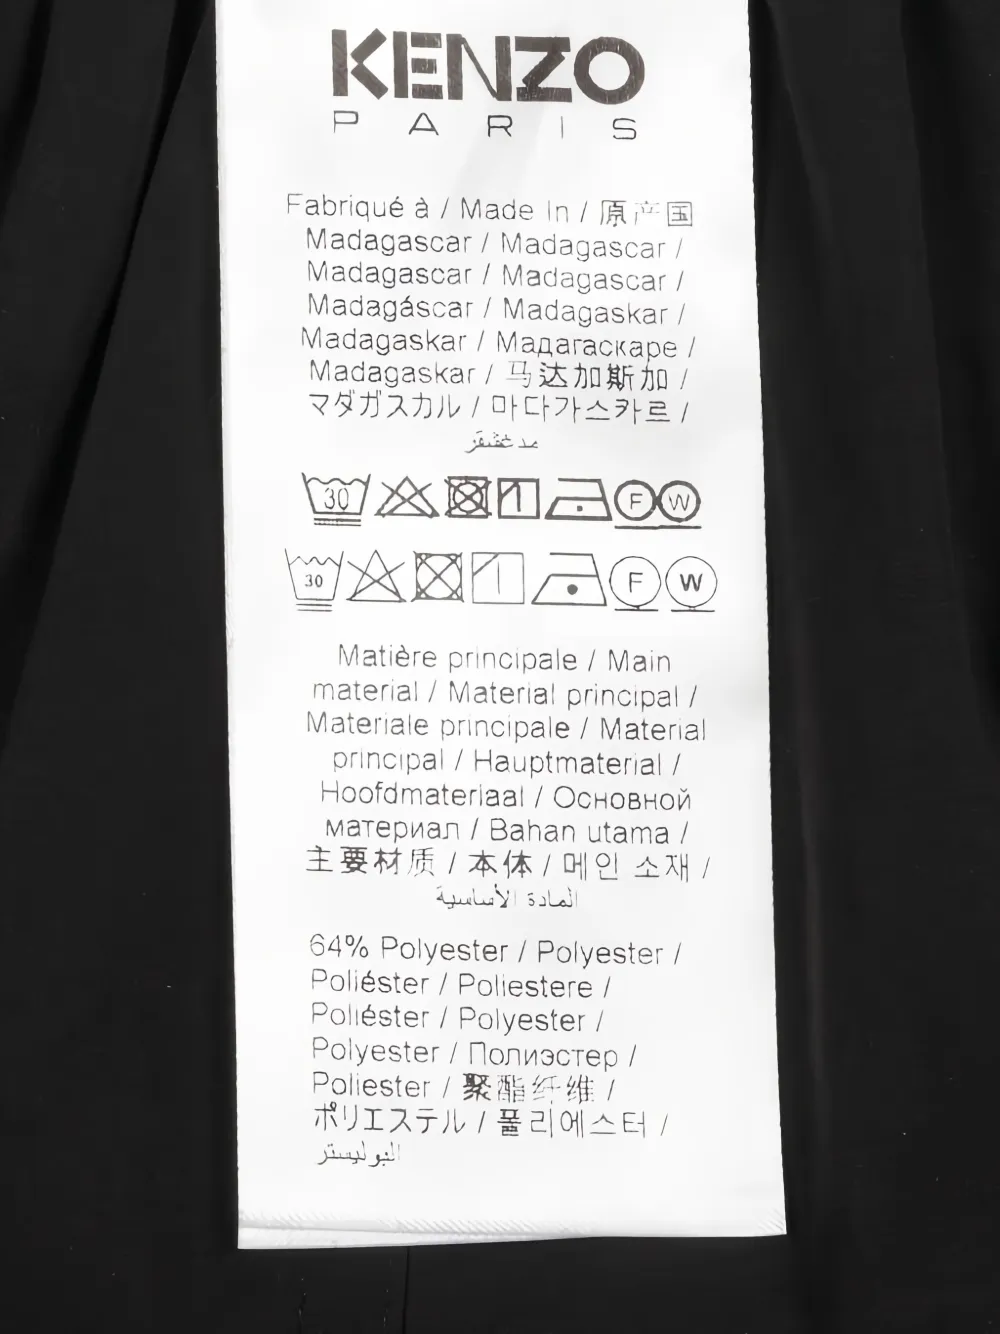 KENZO
PARIS
Fabriqué à / Made In / 原产国
Madagascar / Madagascar /
Madagascar / Madagascar /
Madagáscar / Madagaskar /
Madagaskar / Мадагаскаре /
Madagaskar / 马达加斯加 /
マダガスカル / 마다가스카르 /
30 F W
30 F W
Matière principale / Main
material / Material principal /
Materiale principale / Material
principal / Hauptmaterial /
Hoofdmateriaal / Основной
материал / Bahan utama /
主要材质 / 本体 / 메인 소재 /
المادة الأساسية
64% Polyester / Polyester /
Poliéster / Poliestere /
Poliéster / Polyester /
Polyester / Полиэстер /
Poliester / 聚酯纤维 /
ポリエステル / 폴리에스터 /
البوليستر